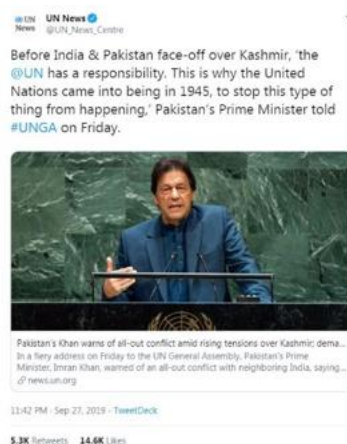 UN News
@UN_News_Centre
Before India & Pakistan face-off over Kashmir, 'the
@UN has a responsibility. This is why the United
Nations came into being in 1945, to stop this type of
thing from happening,' Pakistan's Prime Minister told
#UNGA on Friday.
Pakistan's Khan warns of all-out conflict amid rising tensions over Kashmir; dema...
In a fiery address on Friday to the UN General Assembly, Pakistan's Prime
Minister, Imran Khan, warned of an all-out conflict with neighboring India, saying...
news.un.org
11:42 PM · Sep 27, 2019 · TweetDeck
5.3K Retweets 14.6K Likes